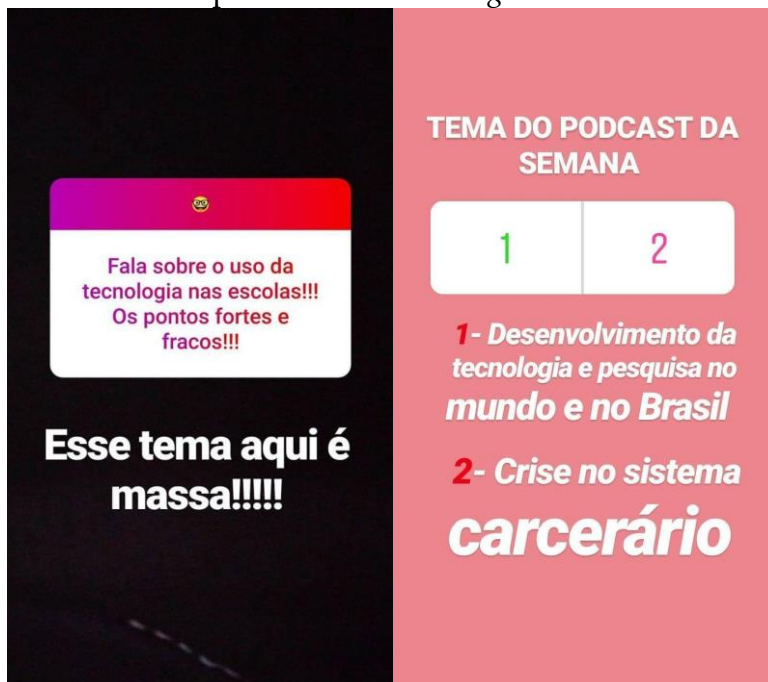 Fala sobre o uso da
tecnologia nas escolas!!!
Os pontos fortes e
fracos!!!
Esse tema aqui é
massa!!!!!
TEMA DO PODCAST DA
SEMANA
1 2
1- Desenvolvimento da
tecnologia e pesquisa no
mundo e no Brasil
2- Crise no sistema
carcerário